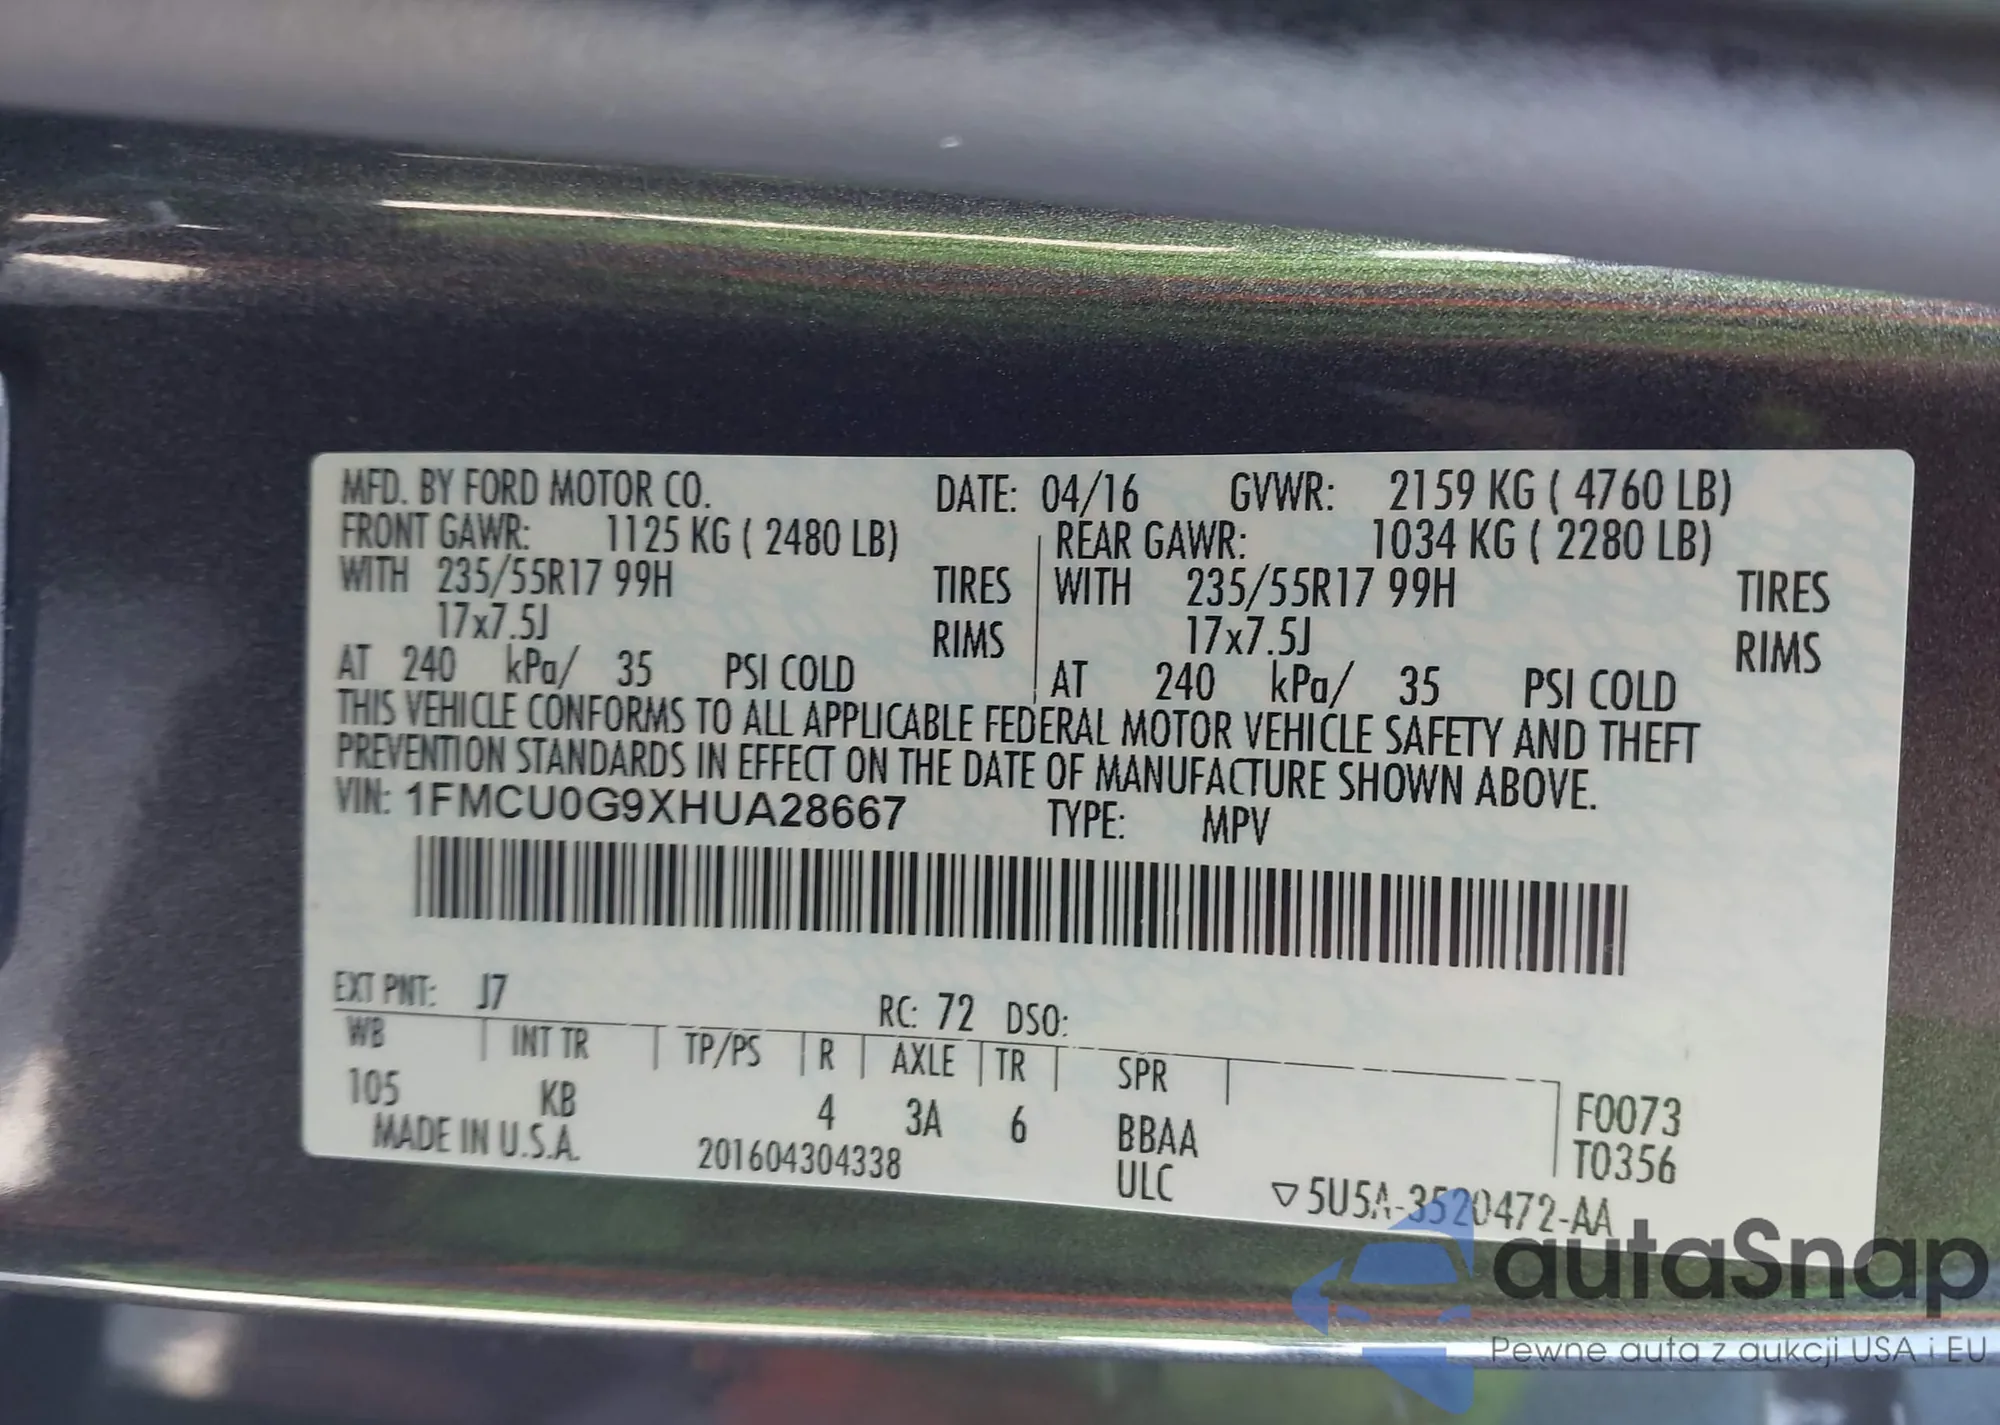 MFD. BY FORD MOTOR CO. DATE: 04/16 GVWR: 2159 KG ( 4760 LB)
FRONT GAWR: 1125 KG ( 2480 LB) REAR GAWR: 1034 KG ( 2280 LB)
WITH 235/55R17 99H TIRES WITH 235/55R17 99H TIRES
17x7.5J RIMS 17x7.5J RIMS
AT 240 kPa/ 35 PSI COLD AT 240 kPa/ 35 PSI COLD
THIS VEHICLE CONFORMS TO ALL APPLICABLE FEDERAL MOTOR VEHICLE SAFETY AND THEFT
PREVENTION STANDARDS IN EFFECT ON THE DATE OF MANUFACTURE SHOWN ABOVE.
VIN: 1FMCU0G9XHUA28667 TYPE: MPV
EXT PNT: J7 RC: 72 DSO:
WB INT TR TP/PS R AXLE TR SPR
105 KB 4 3A 6 BBAA F0073
MADE IN U.S.A. 201604304338 ULC T0356
▽5U5A-3520472-AA
autaSnap
Pewne auta z aukcji USA i EU